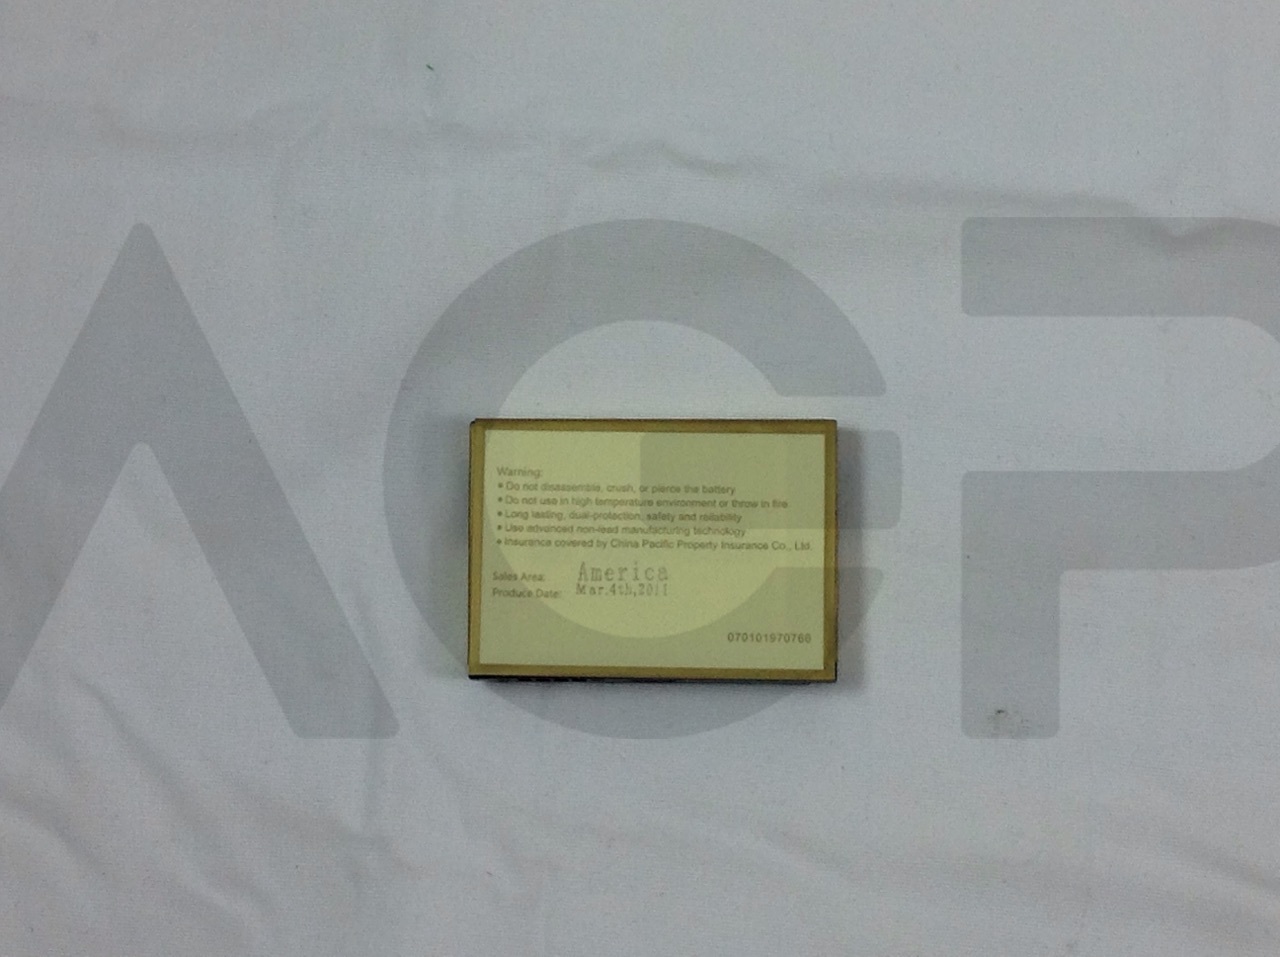 AGP
Warning:
• Do not disassemble, crush, or pierce the battery
• Do not use in high temperature environment or throw in fire
• Long lasting, dual-protection, safety and reliability
• Use advanced non-lead manufacturing technology
• Insurance covered by China Pacific Property Insurance Co., Ltd.
Sales Area: America
Produce Date: Mar.4th,2011
070101970768